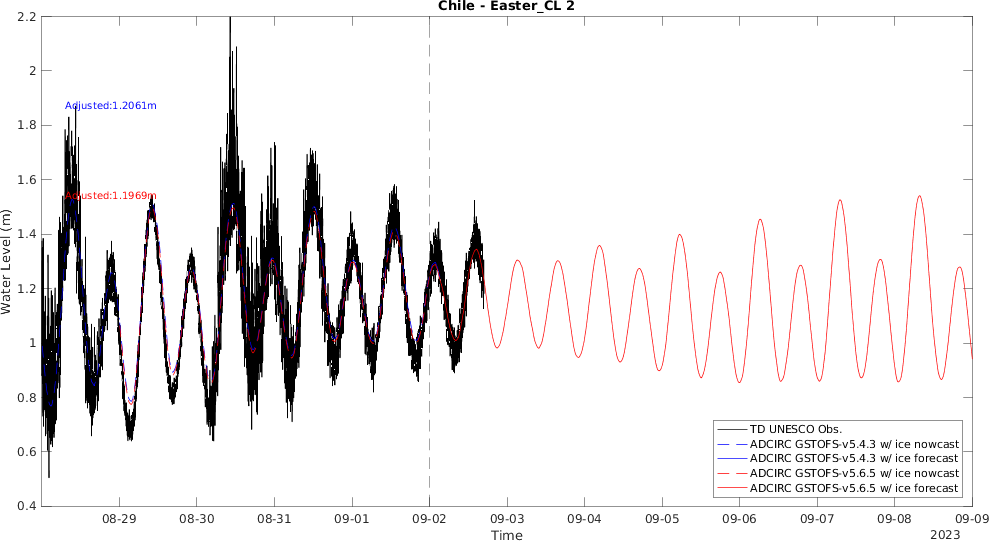 Chile - Easter_CL 2
2.2
2
1.8
1.6
1.4
1.2
1
0.8
0.6
0.4
Water Level (m)
Adjusted:1.2061m
Adjusted:1.1969m
TD UNESCO Obs.
ADCIRC GSTOFS-v5.4.3 w/ ice nowcast
ADCIRC GSTOFS-v5.4.3 w/ ice forecast
ADCIRC GSTOFS-v5.6.5 w/ ice nowcast
ADCIRC GSTOFS-v5.6.5 w/ ice forecast
08-29 08-30 08-31 09-01 09-02 09-03 09-04 09-05 09-06 09-07 09-08 09-09
Time
2023